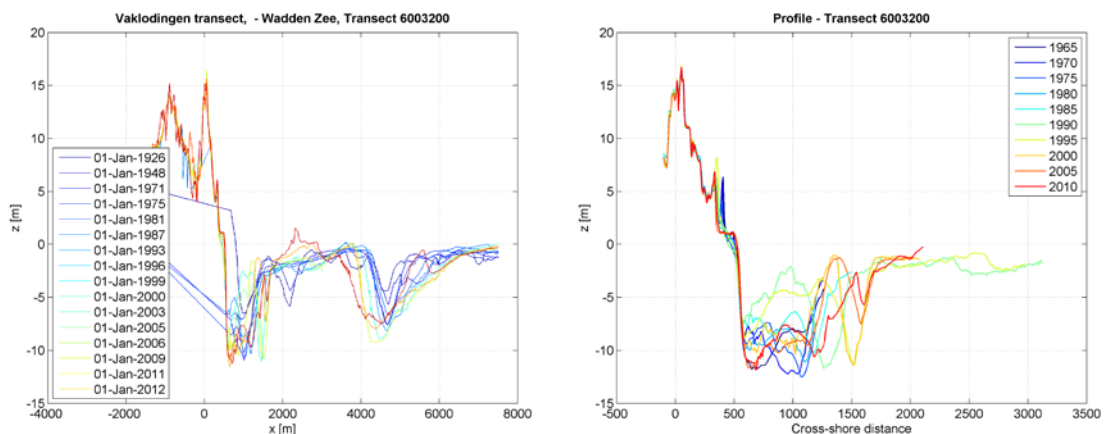 Vaklodingen transect,  - Wadden Zee, Transect 6003200
z [m]
20
15
10
5
0
-5
-10
-15
01-Jan-1926
01-Jan-1948
01-Jan-1971
01-Jan-1975
01-Jan-1981
01-Jan-1987
01-Jan-1993
01-Jan-1996
01-Jan-1999
01-Jan-2000
01-Jan-2003
01-Jan-2005
01-Jan-2006
01-Jan-2009
01-Jan-2011
01-Jan-2012
-4000 -2000 0 2000 4000 6000 8000
x [m]
Profile - Transect 6003200
z [m]
20
15
10
5
0
-5
-10
-15
1965
1970
1975
1980
1985
1990
1995
2000
2005
2010
-500 0 500 1000 1500 2000 2500 3000 3500
Cross-shore distance